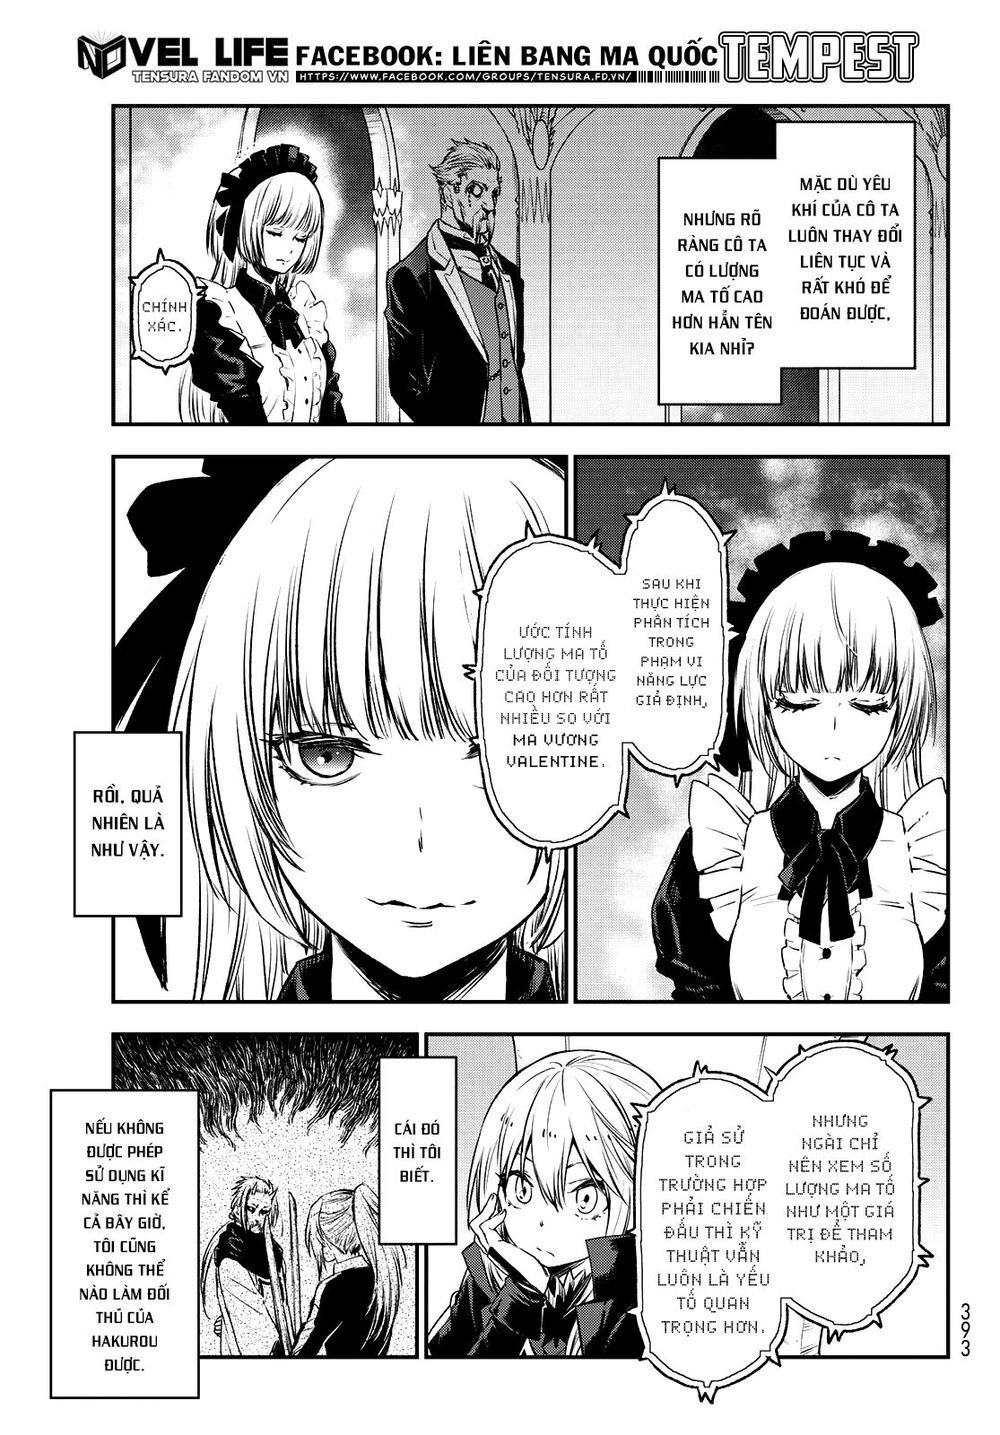 NOVEL LIFE
TENSURA FANDOM VN
FACEBOOK: LIÊN BANG MA QUỐC
HTTPS://WWW.FACEBOOK.COM/GROUPS/TENSURA.FD.VN/
TEMPEST
MẶC DÙ YÊU
KHÍ CỦA CÔ TA
LUÔN THAY ĐỔI
LIÊN TỤC VÀ
RẤT KHÓ ĐỂ
ĐOÁN ĐƯỢC,
NHƯNG RÕ
RÀNG CÔ TA
CÓ LƯỢNG
MA TỐ CAO
HƠN HẲN TÊN
KIA NHỈ?
CHÍNH
XÁC.
SAU KHI
THỰC HIỆN
PHÂN TÍCH
TRONG
PHẠM VI
NĂNG LỰC
GIẢ ĐỊNH,
ƯỚC TÍNH
LƯỢNG MA TỐ
CỦA ĐỐI TƯỢNG
CAO HƠN RẤT
NHIỀU SO VỚI
MA VƯƠNG
VALENTINE.
RỒI, QUẢ
NHIÊN LÀ
NHƯ VẬY.
NHƯNG
NGÀI CHỈ
NÊN XEM SỐ
LƯỢNG MA TỐ
NHƯ MỘT GIÁ
TRỊ ĐỂ THAM
KHẢO,
GIẢ SỬ
TRONG
TRƯỜNG HỢP
PHẢI CHIẾN
ĐẤU THÌ KỸ
THUẬT VẪN
LUÔN LÀ YẾU
TỐ QUAN
TRỌNG HƠN.
CÁI ĐÓ
THÌ TÔI
BIẾT.
NẾU KHÔNG
ĐƯỢC PHÉP
SỬ DỤNG KĨ
NĂNG THÌ KỂ
CẢ BÂY GIỜ,
TÔI CŨNG
KHÔNG THỂ
NÀO LÀM ĐỐI
THỦ CỦA
HAKUROU
ĐƯỢC.
393